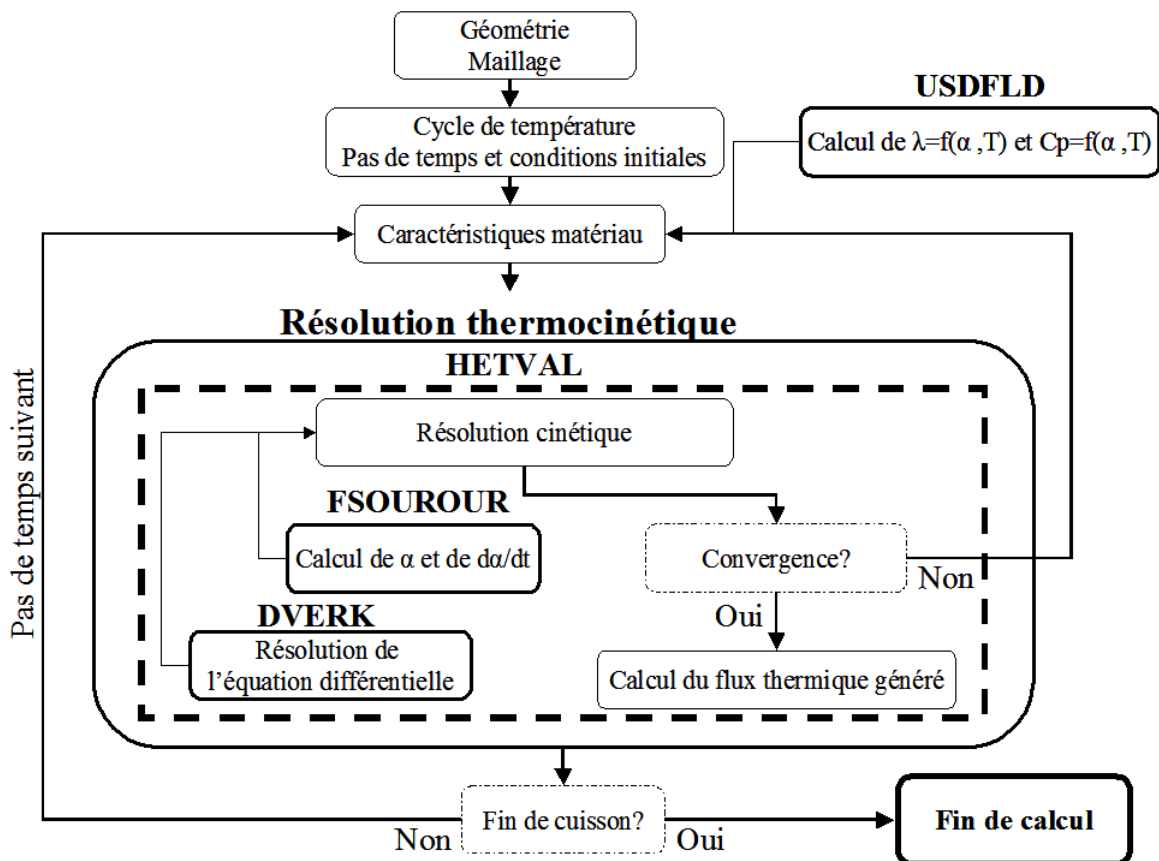 Géométrie
Maillage
USDFLD
Cycle de température
Pas de temps et conditions initiales
Calcul de λ=f(α ,T) et Cp=f(α ,T)
Caractéristiques matériau
Résolution thermocinétique
HETVAL
Résolution cinétique
FSOUROUR
Calcul de α et de dα/dt
Convergence?
Non
Oui
DVERK
Résolution de
l’équation différentielle
Calcul du flux thermique généré
Pas de temps suivant
Fin de cuisson?
Non
Oui
Fin de calcul